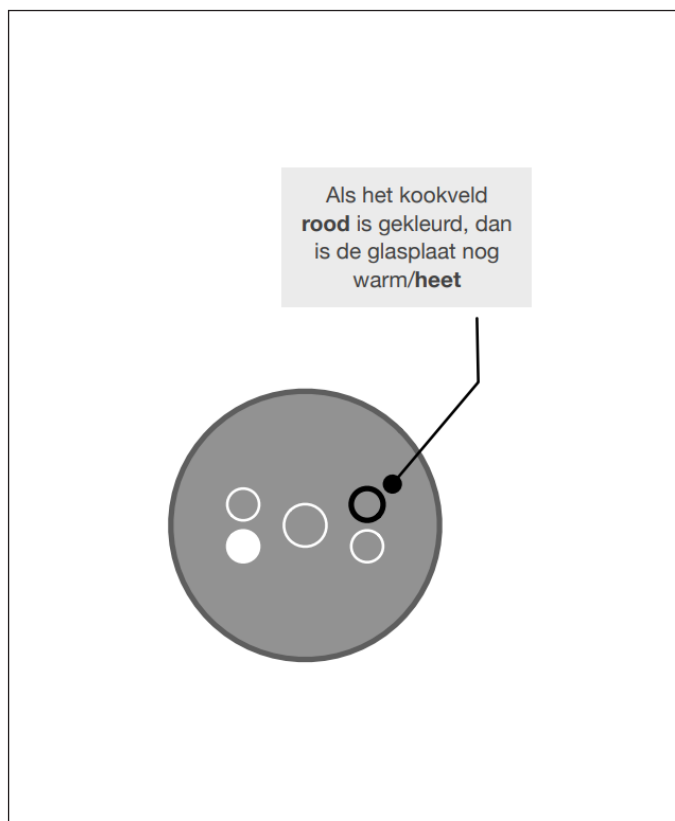 Als het kookveld
rood is gekleurd, dan
is de glasplaat nog
warm/heet